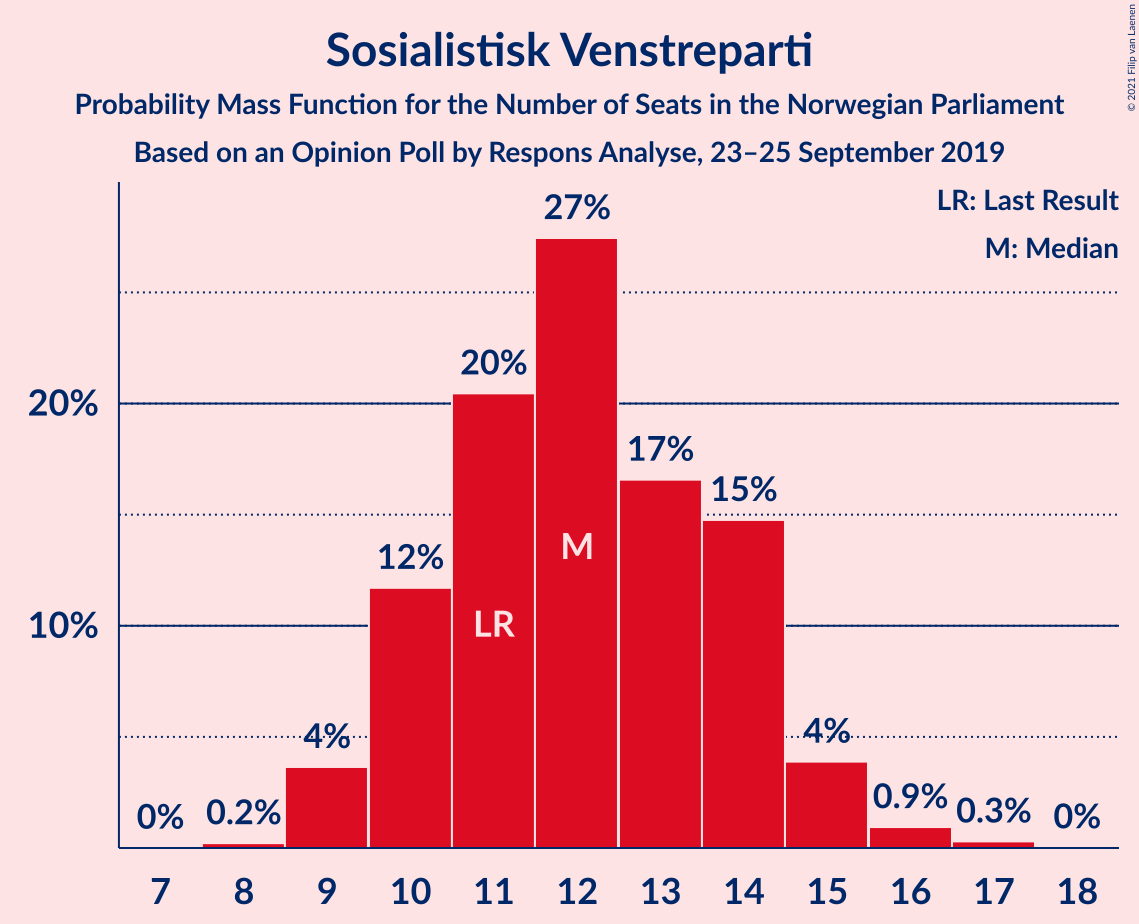 Sosialistisk Venstreparti
Probability Mass Function for the Number of Seats in the Norwegian Parliament
Based on an Opinion Poll by Respons Analyse, 23–25 September 2019
© 2021 Filip van Laenen
LR: Last Result
M: Median
27%
20%
20%
17%
15%
M
12%
10%
LR
4%
4%
0%
0.2%
0.9%
0.3%
0%
7 8 9 10 11 12 13 14 15 16 17 18